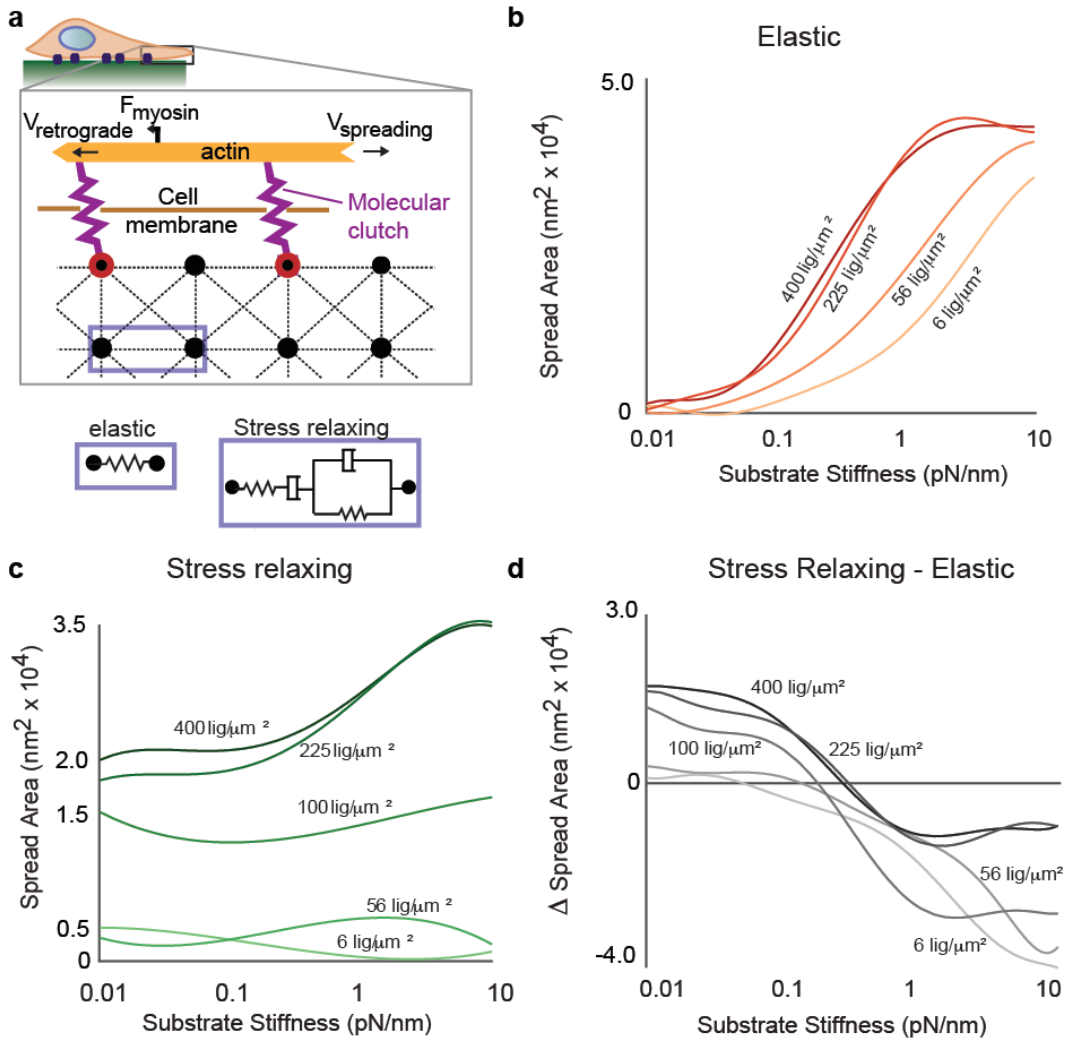 a
F myosin
V retrograde
V spreading
actin
Cell
membrane
Molecular
clutch
elastic
Stress relaxing
b
Elastic
5.0
0
Spread Area (nm² x 10⁴)
400 lig/μm²
225 lig/μm²
56 lig/μm²
6 lig/μm²
0.01
0.1
1
10
Substrate Stiffness (pN/nm)
c
Stress relaxing
3.5
2.0
1.5
0.5
0
Spread Area (nm² x 10⁴)
400 lig/μm ²
225 lig/μm ²
100 lig/μm ²
56 lig/μm ²
6 lig/μm ²
0.01
0.1
1
10
Substrate Stiffness (pN/nm)
d
Stress Relaxing - Elastic
3.0
0
-4.0
Δ Spread Area (nm² x 10⁴)
400 lig/μm²
100 lig/μm²
225 lig/μm²
56 lig/μm²
6 lig/μm²
0.01
0.1
1
10
Substrate Stiffness (pN/nm)